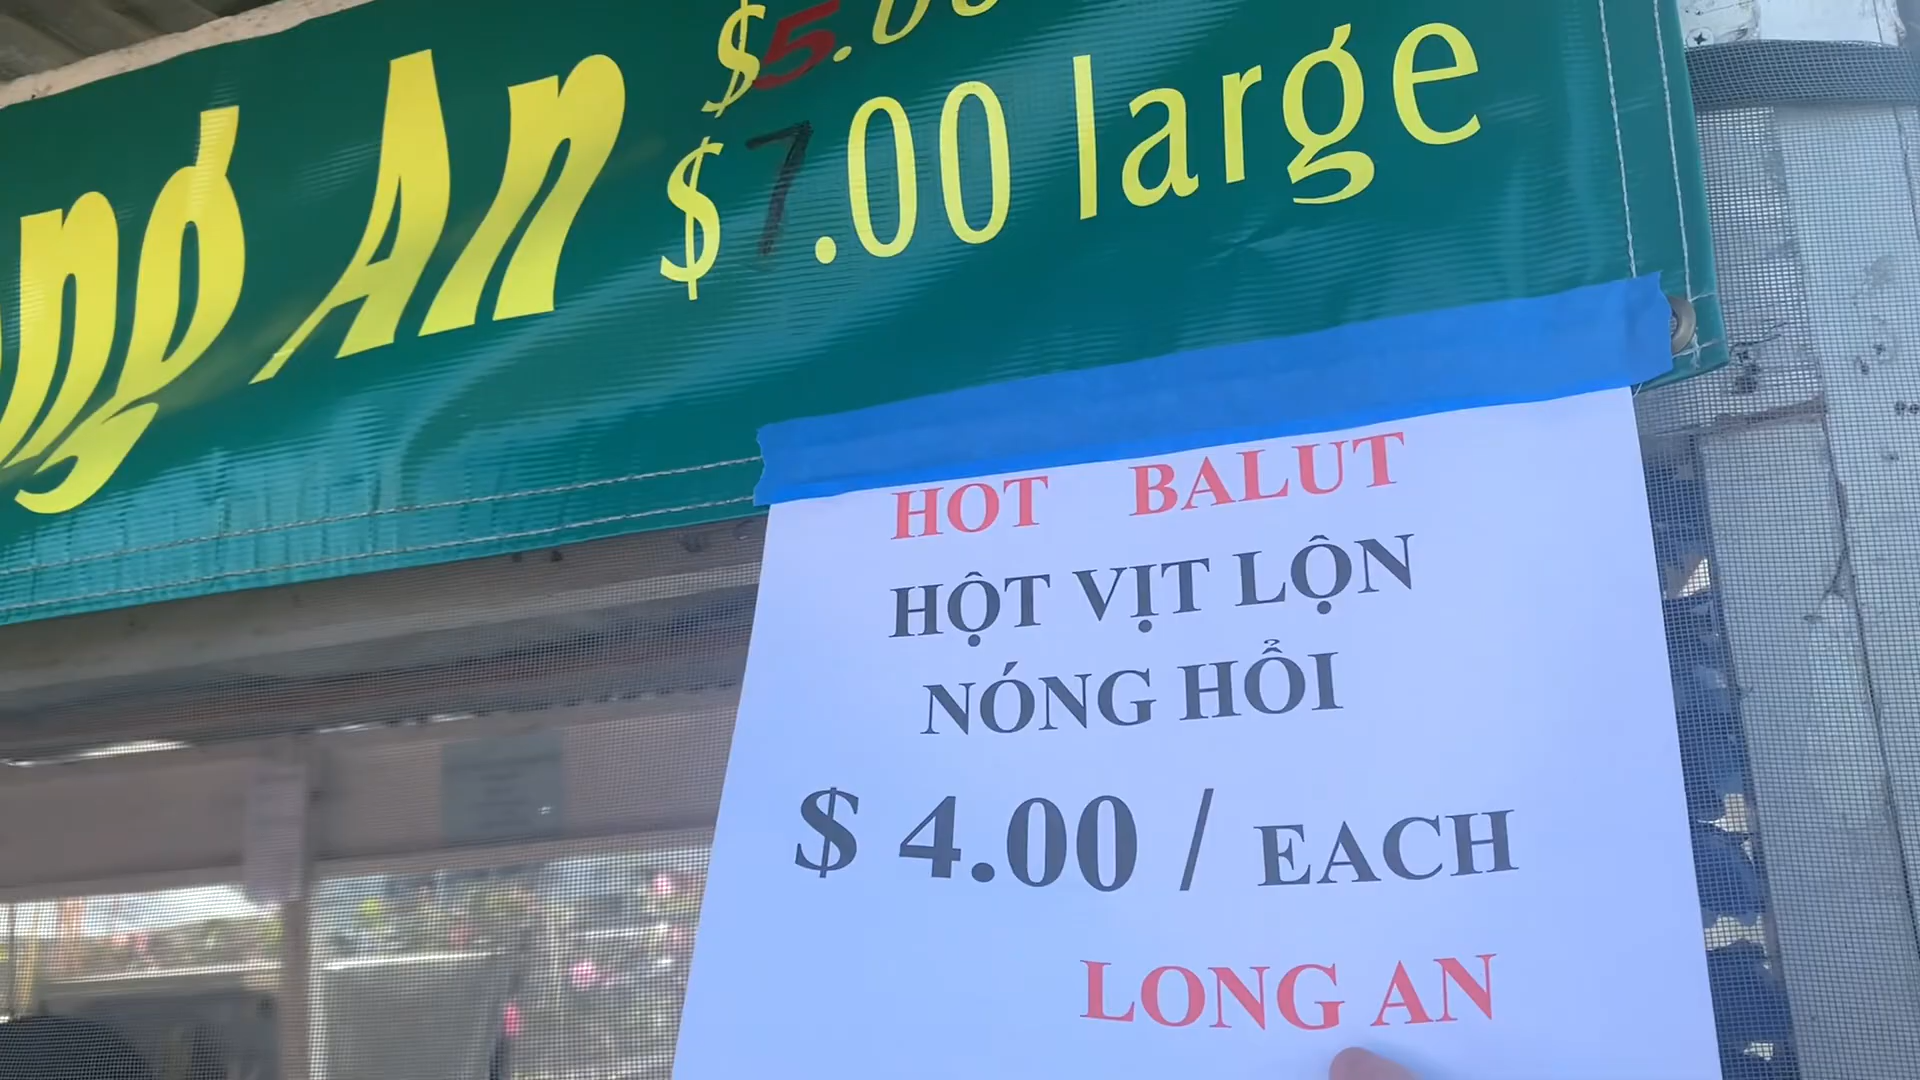 ng An
$5.00
$7.00 large
HOT BALUT
HỘT VỊT LỘN
NÓNG HỔI
$ 4.00 / EACH
LONG AN